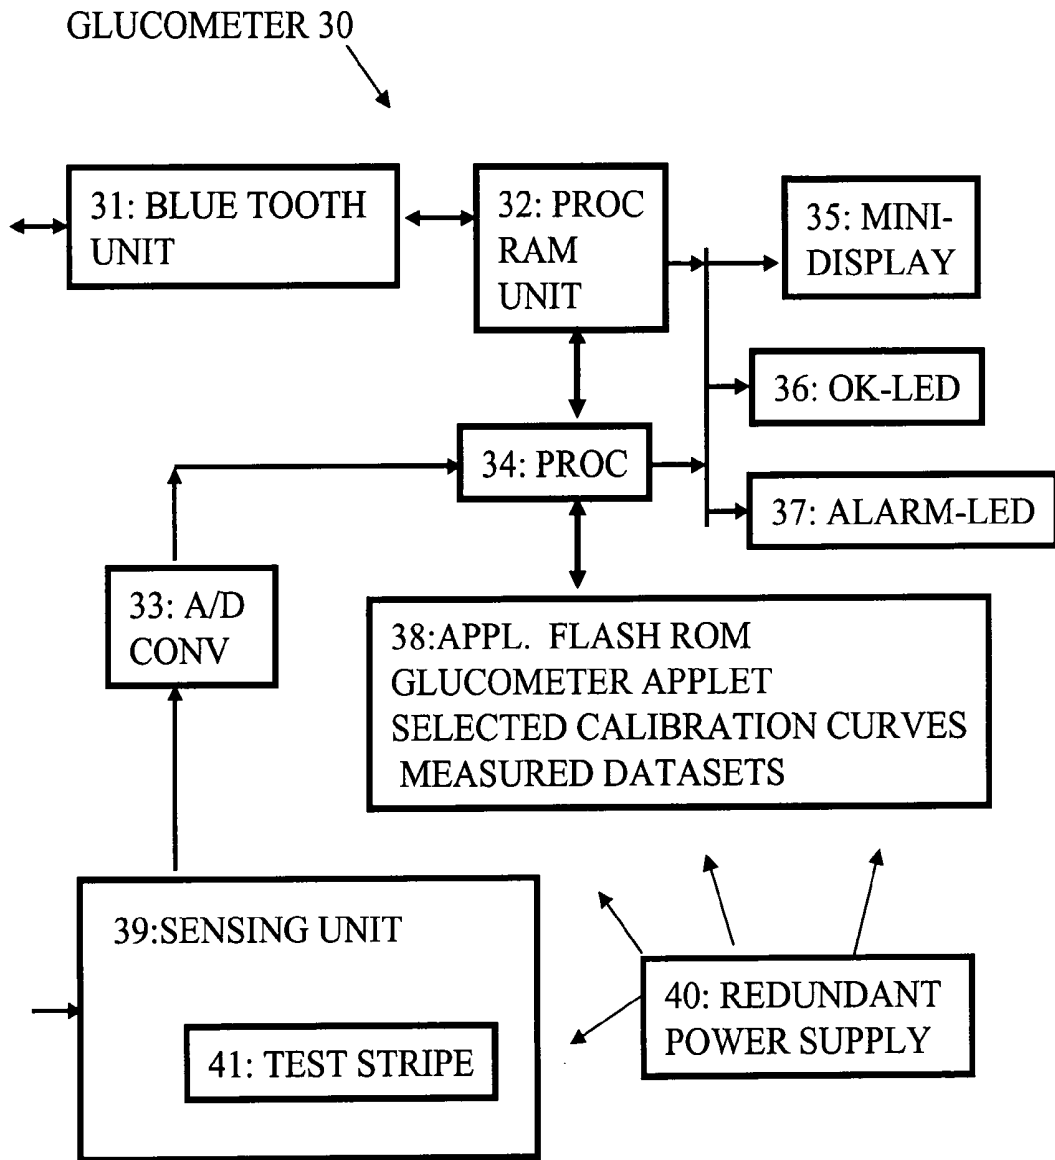 GLUCOMETER 30
31: BLUE TOOTH
UNIT
32: PROC
RAM
UNIT
35: MINI-
DISPLAY
36: OK-LED
34: PROC
37: ALARM-LED
33: A/D
CONV
38:APPL. FLASH ROM
GLUCOMETER APPLET
SELECTED CALIBRATION CURVES
MEASURED DATASETS
39:SENSING UNIT
40: REDUNDANT
POWER SUPPLY
41: TEST STRIPE